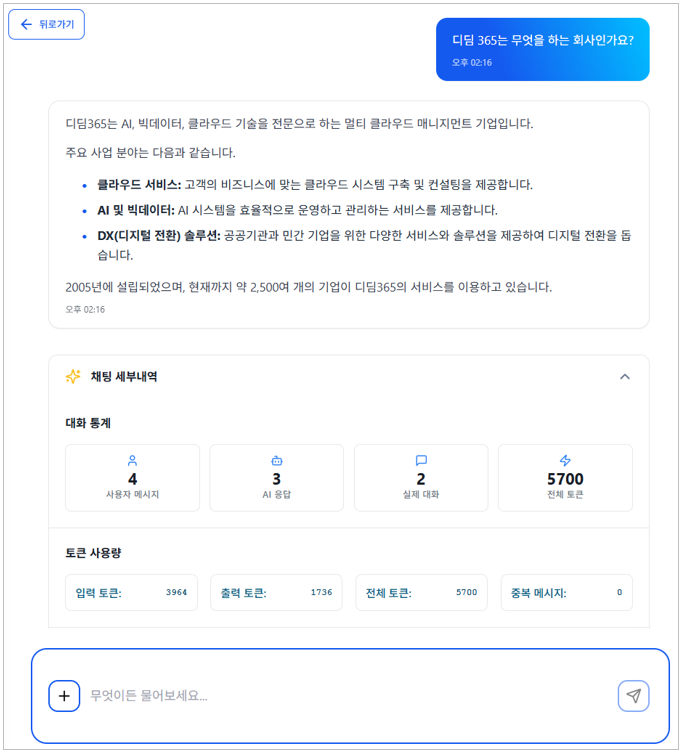 뒤로가기
디딤 365는 무엇을 하는 회사인가요?
오후 02:16
디딤365는 AI, 빅데이터, 클라우드 기술을 전문으로 하는 멀티 클라우드 매니지먼트 기업입니다.
주요 사업 분야는 다음과 같습니다.
• 클라우드 서비스: 고객의 비즈니스에 맞는 클라우드 시스템 구축 및 컨설팅을 제공합니다.
• AI 및 빅데이터: AI 시스템을 효율적으로 운영하고 관리하는 서비스를 제공합니다.
• DX(디지털 전환) 솔루션: 공공기관과 민간 기업을 위한 다양한 서비스와 솔루션을 제공하여 디지털 전환을 돕
습니다.
2005년에 설립되었으며, 현재까지 약 2,500여 개의 기업이 디딤365의 서비스를 이용하고 있습니다.
오후 02:16
채팅 세부내역
대화 통계
4
사용자 메시지
3
AI 응답
2
실제 대화
5700
전체 토큰
토큰 사용량
입력 토큰: 3964
출력 토큰: 1736
전체 토큰: 5700
중복 메시지: 0
무엇이든 물어보세요...